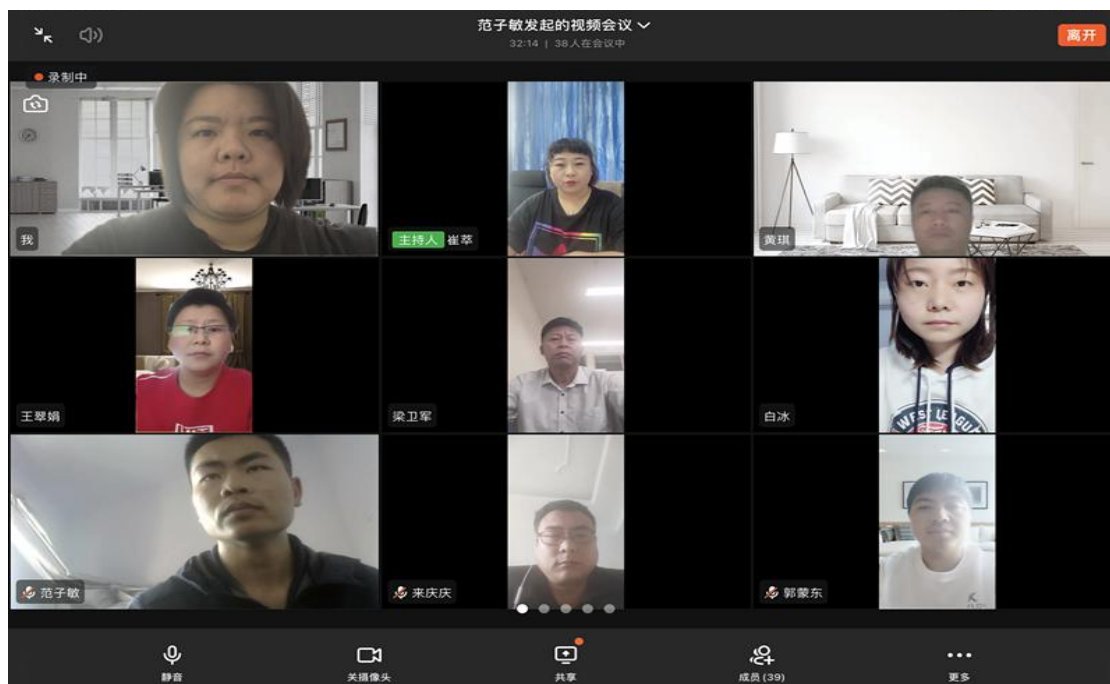 范子敏发起的视频会议
32:14 | 38人在会议中
离开
录制中
我
主持人 崔萃
黄琪
王翠娟
梁卫军
白冰
WEST LEAGU
范子敏
来庆庆
郭蒙东
静音
关摄像头
共享
成员(39)
更多